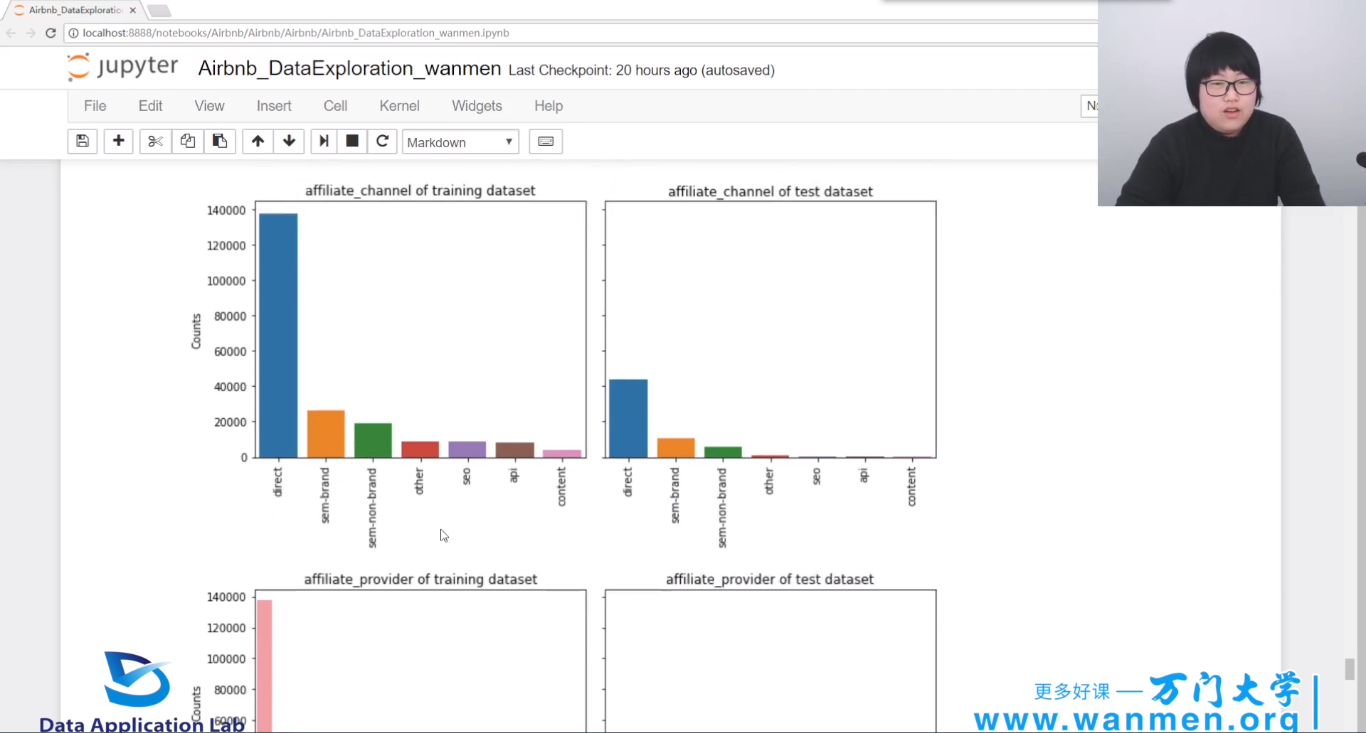 Airbnb_DataExploratio
localhost:8888/notebooks/Airbnb/Airbnb/Airbnb/Airbnb_DataExploration_wanmen.ipynb
jupyter Airbnb_DataExploration_wanmen Last Checkpoint: 20 hours ago (autosaved)
File Edit View Insert Cell Kernel Widgets Help
Markdown
affiliate_channel of training dataset affiliate_channel of test dataset
140000
120000
100000
80000
60000
40000
20000
0
Counts
direct sem-brand sem-non-brand other seo api content
direct sem-brand sem-non-brand other seo api content
affiliate_provider of training dataset affiliate_provider of test dataset
140000
120000
100000
80000
60000
Counts
Data Application Lab
更多好课 — 万门大学
www.wanmen.org